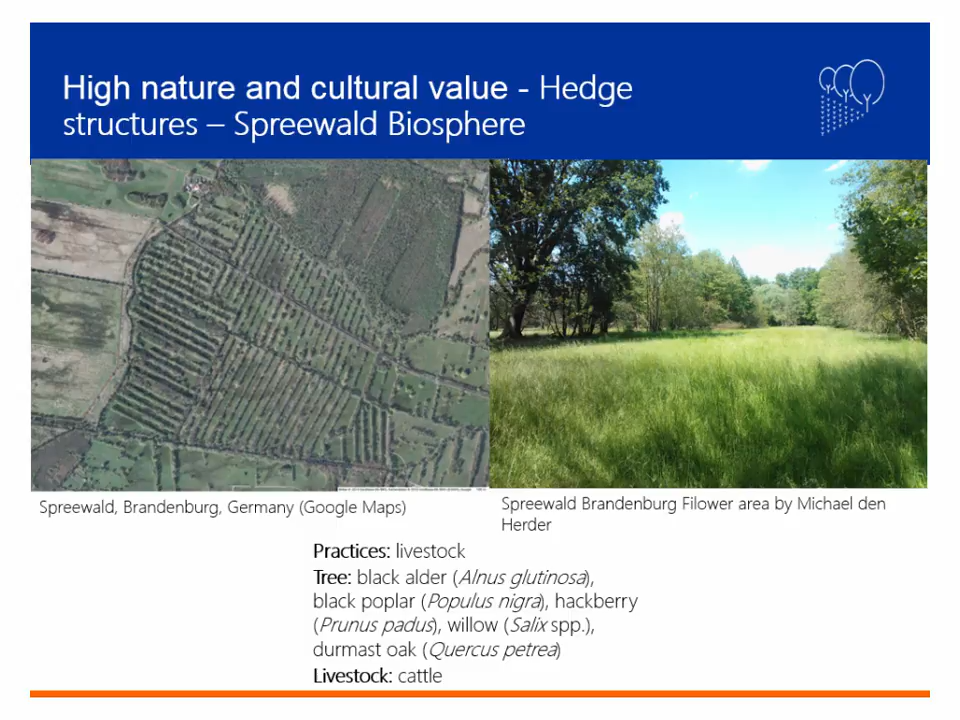 High nature and cultural value - Hedge
structures – Spreewald Biosphere
Spreewald, Brandenburg, Germany (Google Maps)
Spreewald Brandenburg Filower area by Michael den
Herder
Practices: livestock
Tree: black alder (Alnus glutinosa),
black poplar (Populus nigra), hackberry
(Prunus padus), willow (Salix spp.),
durmast oak (Quercus petrea)
Livestock: cattle